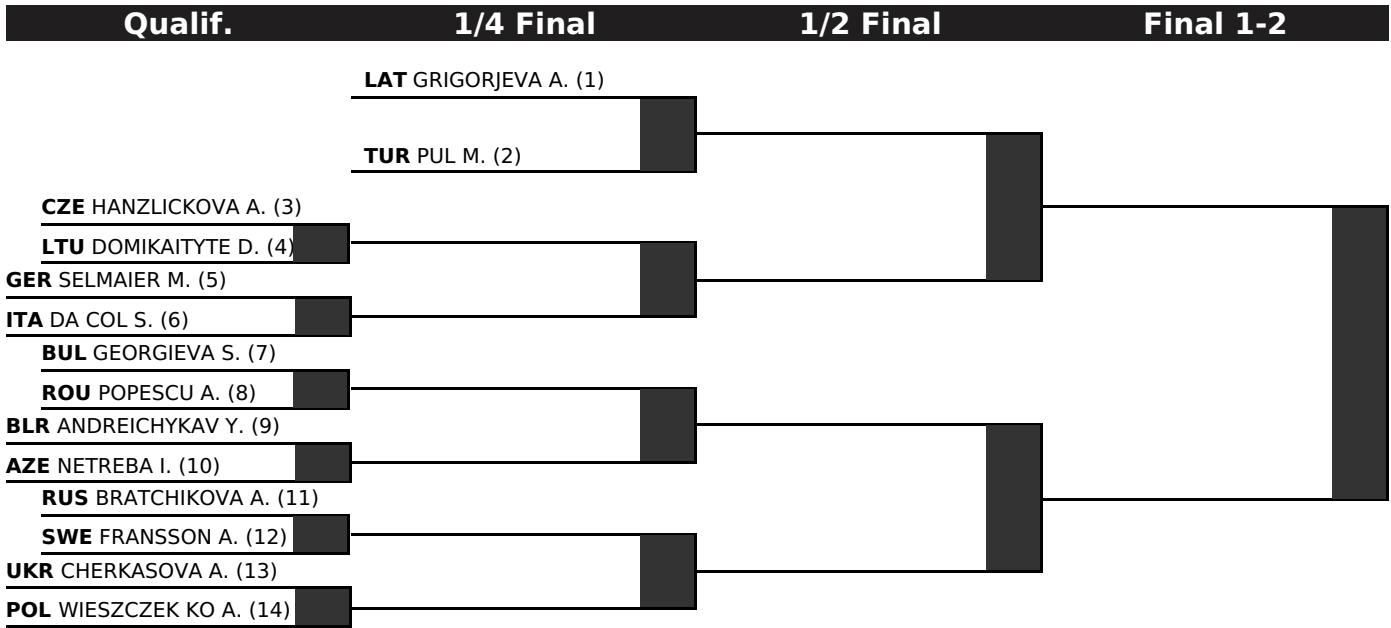 Qualif. 1/4 Final 1/2 Final Final 1-2
LAT GRIGORJEVA A. (1)
TUR PUL M. (2)
CZE HANZLICKOVA A. (3)
LTU DOMIKAITYTE D. (4)
GER SELMAIER M. (5)
ITA DA COL S. (6)
BUL GEORGIEVA S. (7)
ROU POPESCU A. (8)
BLR ANDREICHYKAV Y. (9)
AZE NETREBA I. (10)
RUS BRATCHIKOVA A. (11)
SWE FRANSSON A. (12)
UKR CHERKASOVA A. (13)
POL WIESZCZEK KO A. (14)